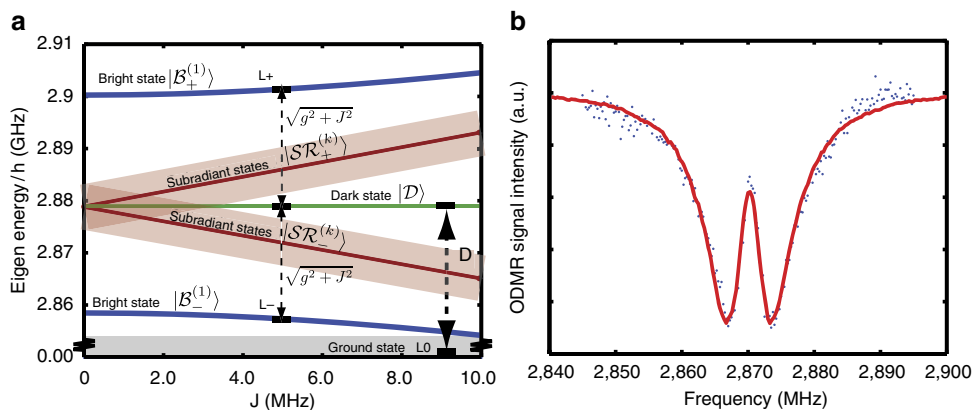 a
Eigen energy/h (GHz)
2.91
2.9
2.89
2.88
2.87
2.86
0.00
Bright state |B₊⁽¹⁾⟩
L+
√g² + J²
Subradiant states |SR₊⁽ᵏ⁾⟩
Dark state |D⟩
Subradiant states |SR₋⁽ᵏ⁾⟩
D
√g² + J²
Bright state |B₋⁽¹⁾⟩
L–
Ground state L0
0 2.0 4.0 6.0 8.0 10.0
J (MHz)
b
ODMR signal intensity (a.u.)
2,840 2,850 2,860 2,870 2,880 2,890 2,900
Frequency (MHz)